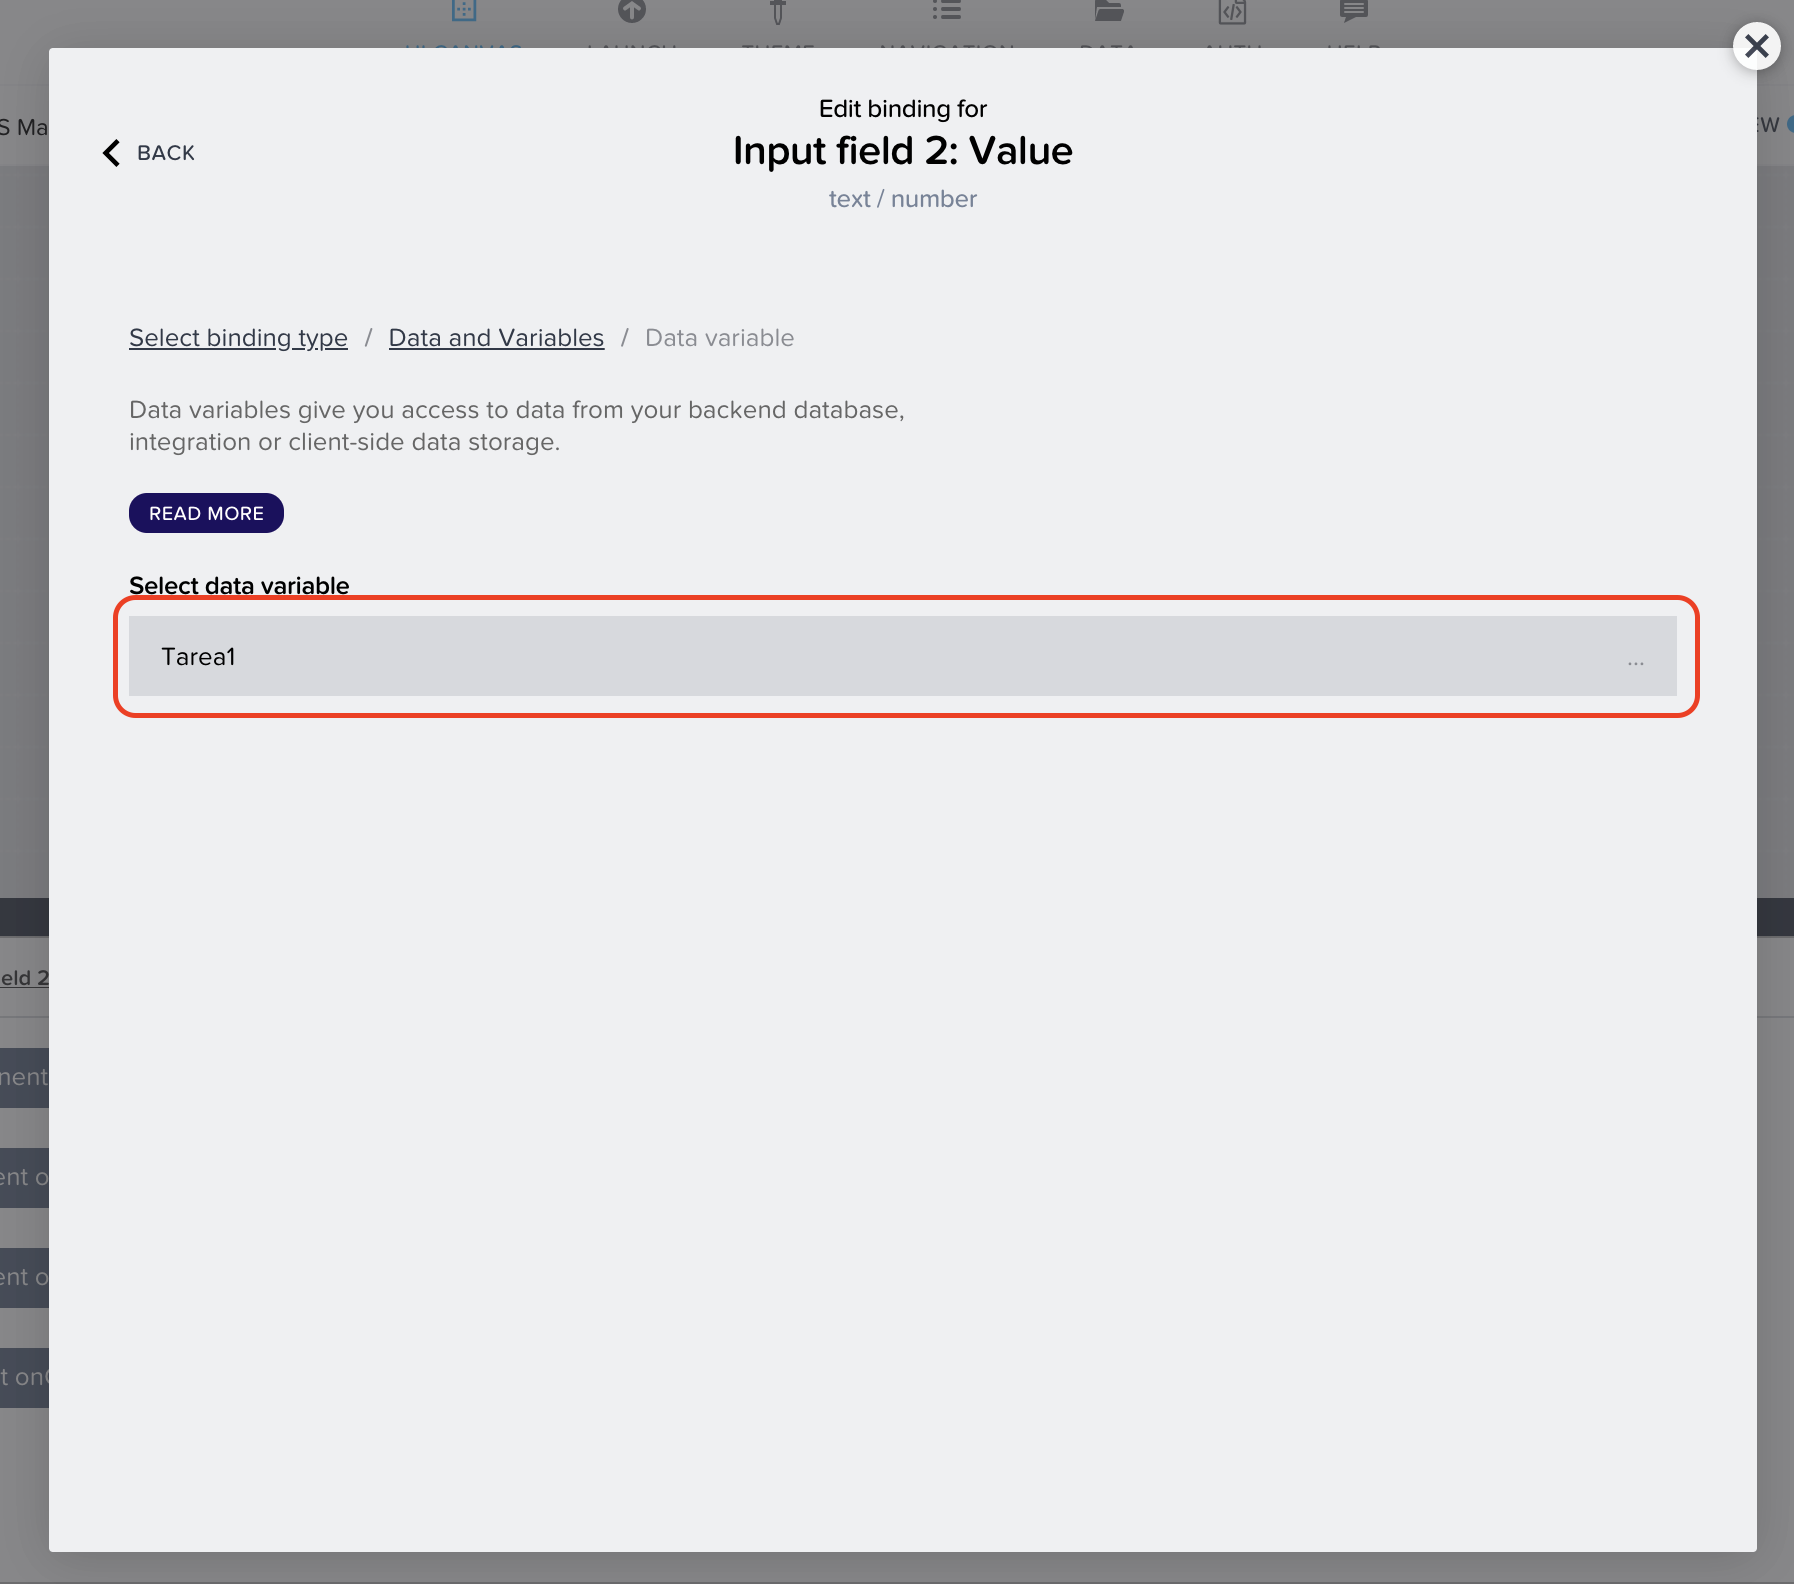 S Ma
EW
Edit binding for
BACK
Input field 2: Value
text / number
Select binding type / Data and Variables / Data variable
Data variables give you access to data from your backend database,
integration or client-side data storage.
READ MORE
Select data variable
Tarea1
...
eld 2
nent
ent o
ent o
t on